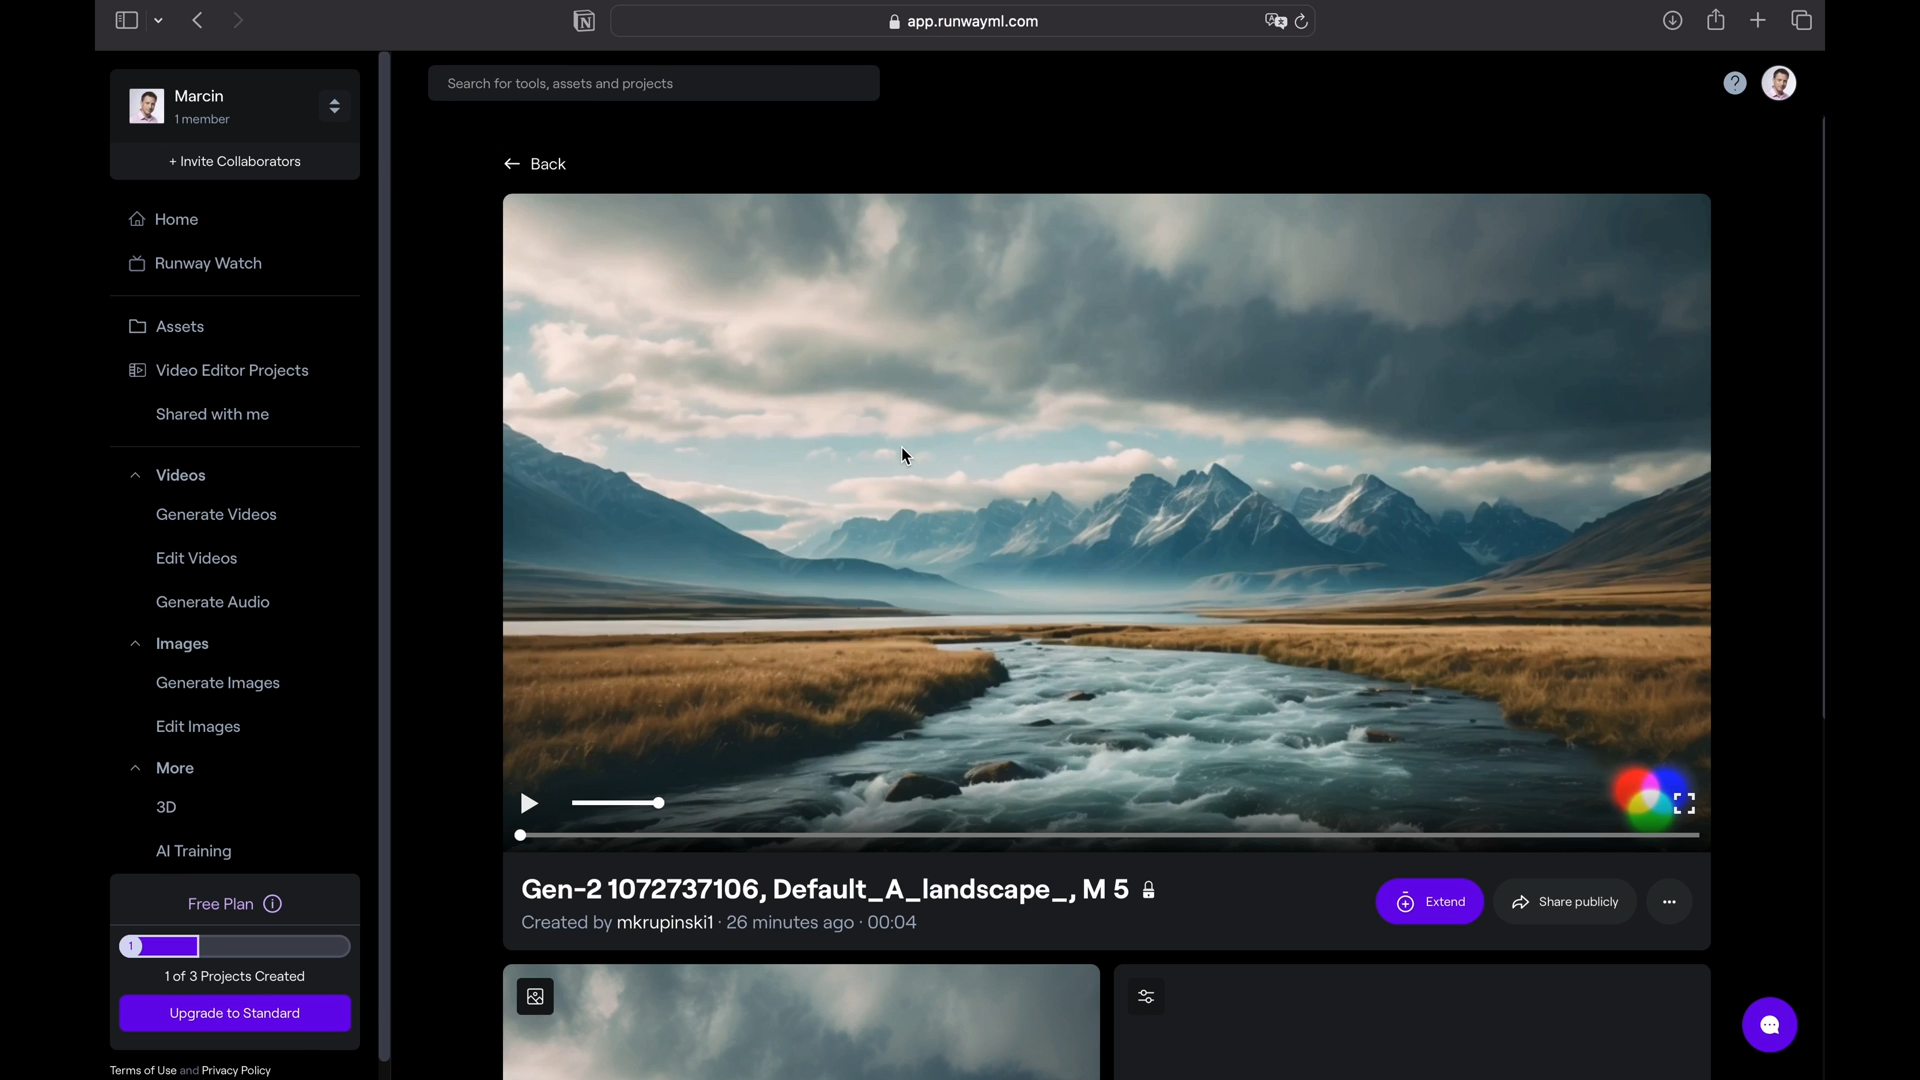 app.runwayml.com
Marcin
1 member
+ Invite Collaborators
Search for tools, assets and projects
?
Back
Home
Runway Watch
Assets
Video Editor Projects
Shared with me
Videos
Generate Videos
Edit Videos
Generate Audio
Images
Generate Images
Edit Images
More
3D
AI Training
Free Plan
1
1 of 3 Projects Created
Upgrade to Standard
Terms of Use and Privacy Policy
Gen-2 1072737106, Default_A_landscape_, M 5
Created by mkrupinski1 · 26 minutes ago · 00:04
Extend
Share publicly